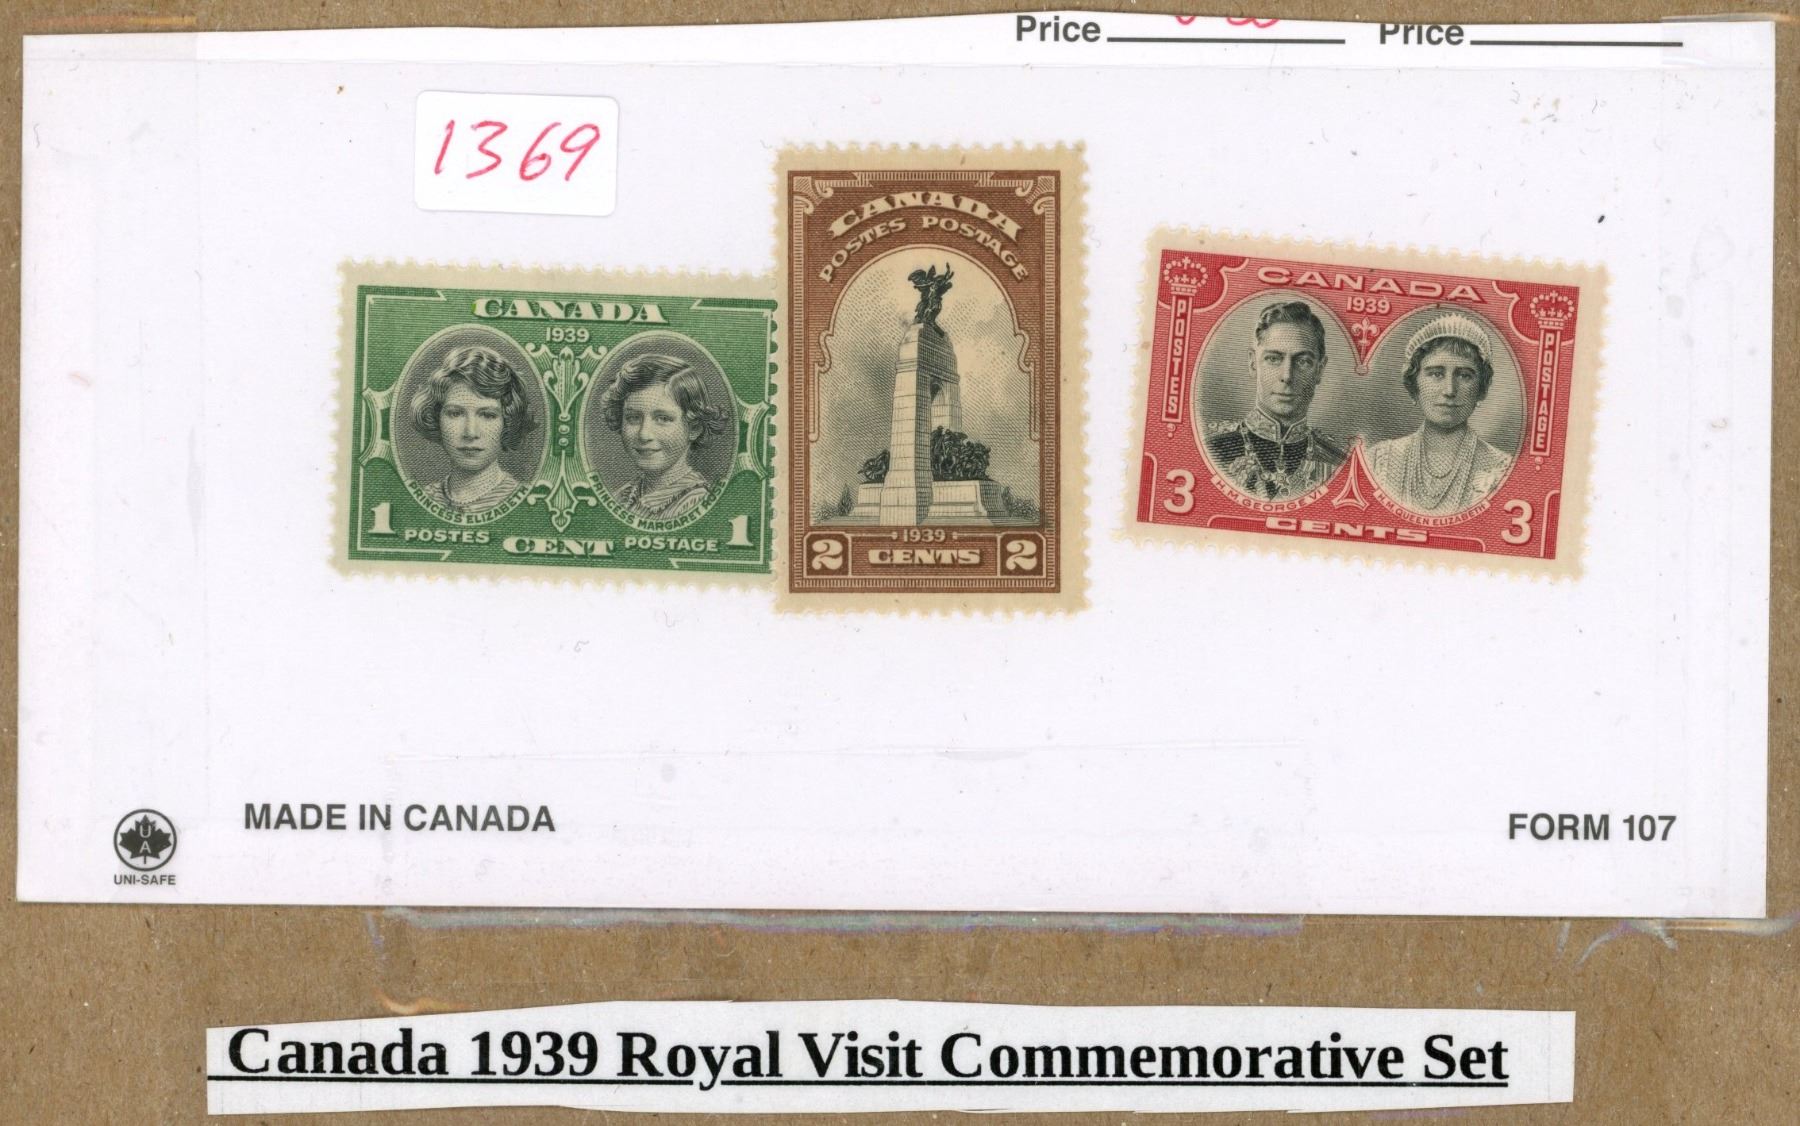 Price Price
1369
CANADA
1939
PRINCESS ELIZABETH
PRINCESS MARGARET ROSE
1 POSTES CENT POSTAGE 1
CANADA
POSTES POSTAGE
1939
2 CENTS 2
CANADA
1939
POSTES
POSTAGE
H.M. GEORGE VI
H.M QUEEN ELIZABETH
3 CENTS 3
UA
UNI-SAFE
MADE IN CANADA
FORM 107
Canada 1939 Royal Visit Commemorative Set